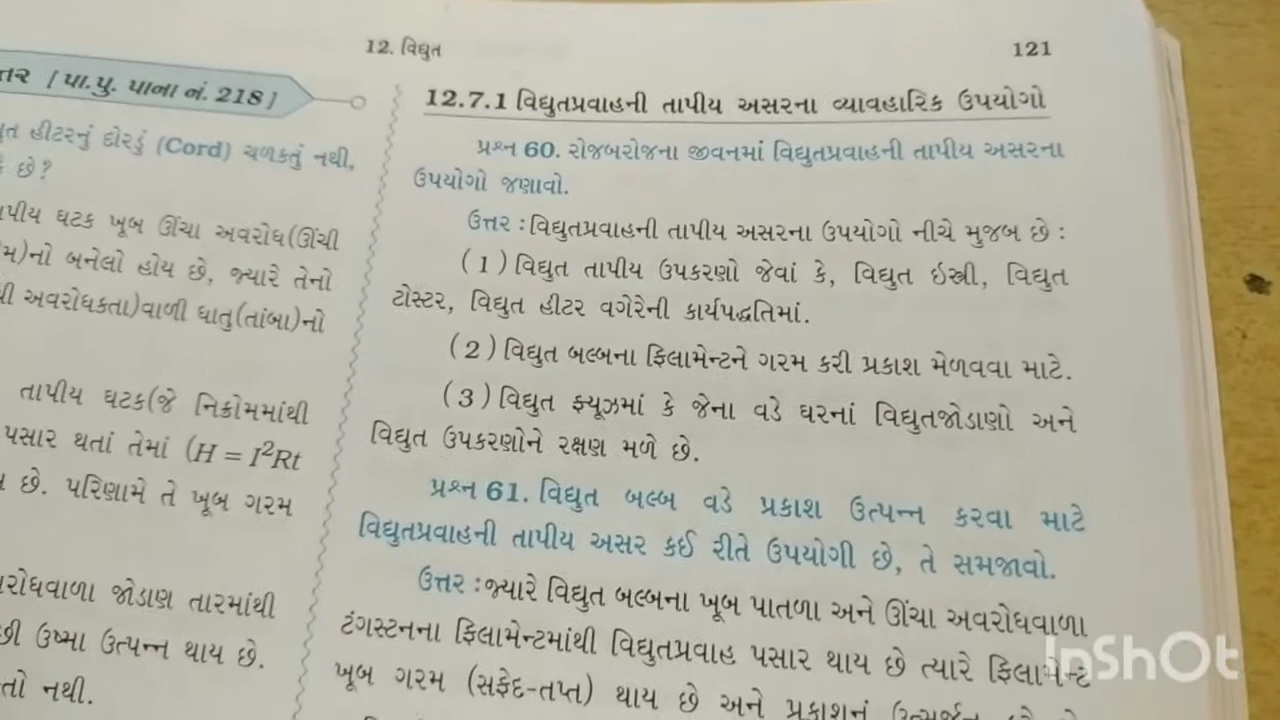 12. વિદ્યુત
121
[ પા.પુ. પાના નં. 218 ]
હીટરનું દોરડું (Cord) ચળકતું નથી,
છે?
ઘટક ખૂબ ઊંચા અવરોધ(ઊંચી
નો બનેલો હોય છે, જ્યારે તેનો
અવરોધકતા)વાળી ધાતુ(તાંબા)નો
તાપીય ઘટક(જે નિક્રોમમાંથી
પસાર થતાં તેમાં (H = I²Rt
છે. પરિણામે તે ખૂબ ગરમ
જોડાણ તારમાંથી
ઉષ્મા ઉત્પન્ન થાય છે.
નથી.
12.7.1 વિદ્યુતપ્રવાહની તાપીય અસરના વ્યાવહારિક ઉપયોગો
પ્રશ્ન 60. રોજબરોજના જીવનમાં વિદ્યુતપ્રવાહની તાપીય અસરના
ઉપયોગો જણાવો.
ઉત્તર : વિદ્યુતપ્રવાહની તાપીય અસરના ઉપયોગો નીચે મુજબ છે :
(1) વિદ્યુત તાપીય ઉપકરણો જેવાં કે, વિદ્યુત ઇસ્ત્રી, વિદ્યુત
ટોસ્ટર, વિદ્યુત હીટર વગેરેની કાર્યપદ્ધતિમાં.
(2) વિદ્યુત બલ્બના ફિલામેન્ટને ગરમ કરી પ્રકાશ મેળવવા માટે.
(3) વિદ્યુત ફ્યૂઝમાં કે જેના વડે ઘરનાં વિદ્યુતજોડાણો અને
વિદ્યુત ઉપકરણોને રક્ષણ મળે છે.
પ્રશ્ન 61. વિદ્યુત બલ્બ વડે પ્રકાશ ઉત્પન્ન કરવા માટે
વિદ્યુતપ્રવાહની તાપીય અસર કઈ રીતે ઉપયોગી છે, તે સમજાવો.
ઉત્તર : જ્યારે વિદ્યુત બલ્બના ખૂબ પાતળા અને ઊંચા અવરોધવાળા
ટંગસ્ટનના ફિલામેન્ટમાંથી વિદ્યુતપ્રવાહ પસાર થાય છે ત્યારે ફિલામેન્ટ
ખૂબ ગરમ (સફેદ-તપ્ત) થાય છે અને પ્રકાશનું
InShOt